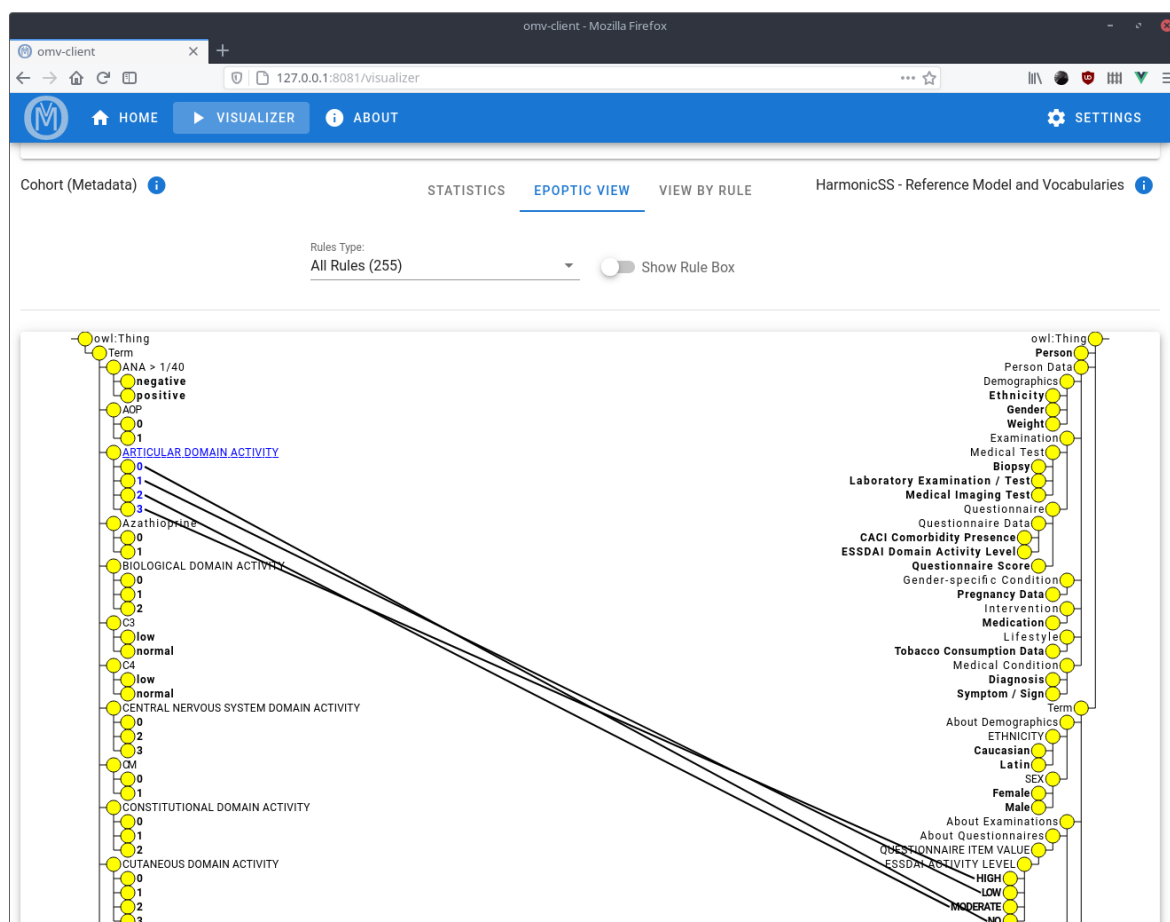 omv-client - Mozilla Firefox
omv-client
127.0.0.1:8081/visualizer
HOME
VISUALIZER
ABOUT
SETTINGS
Cohort (Metadata)
STATISTICS
EPOPTIC VIEW
VIEW BY RULE
HarmonicSS - Reference Model and Vocabularies
Rules Type:
All Rules (255)
Show Rule Box
owl:Thing
Term
ANA > 1/40
negative
positive
AOP
0
1
ARTICULAR DOMAIN ACTIVITY
0
1
2
3
Azathioprine
0
1
BIOLOGICAL DOMAIN ACTIVITY
0
1
2
C3
low
normal
C4
low
normal
CENTRAL NERVOUS SYSTEM DOMAIN ACTIVITY
0
2
3
CM
0
1
CONSTITUTIONAL DOMAIN ACTIVITY
0
1
2
CUTANEOUS DOMAIN ACTIVITY
0
1
2
3
owl:Thing
Person
Person Data
Demographics
Ethnicity
Gender
Weight
Examination
Medical Test
Biopsy
Laboratory Examination / Test
Medical Imaging Test
Questionnaire
Questionnaire Data
CACI Comorbidity Presence
ESSDAI Domain Activity Level
Questionnaire Score
Gender-specific Condition
Pregnancy Data
Intervention
Medication
Lifestyle
Tobacco Consumption Data
Medical Condition
Diagnosis
Symptom / Sign
Term
About Demographics
ETHNICITY
Caucasian
Latin
SEX
Female
Male
About Examinations
About Questionnaires
QUESTIONNAIRE ITEM VALUE
ESSDAI ACTIVITY LEVEL
HIGH
LOW
MODERATE
NO